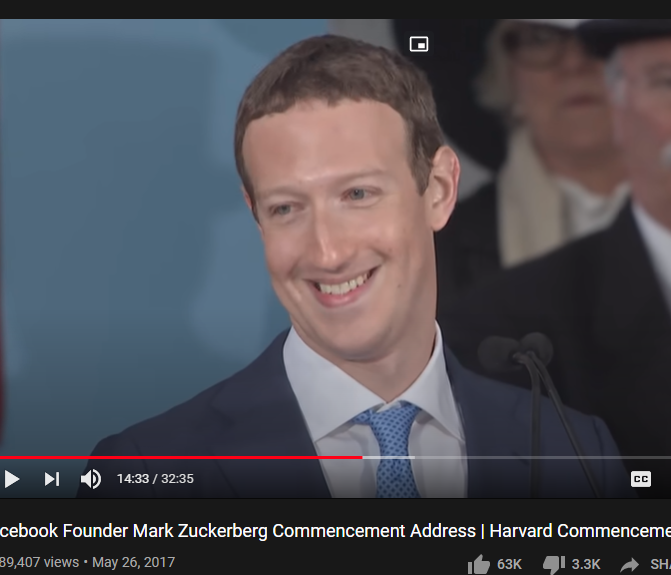 CC
14:33 / 32:35
cebook Founder Mark Zuckerberg Commencement Address | Harvard Commenceme
89,407 views • May 26, 2017
63K
3.3K
SHA